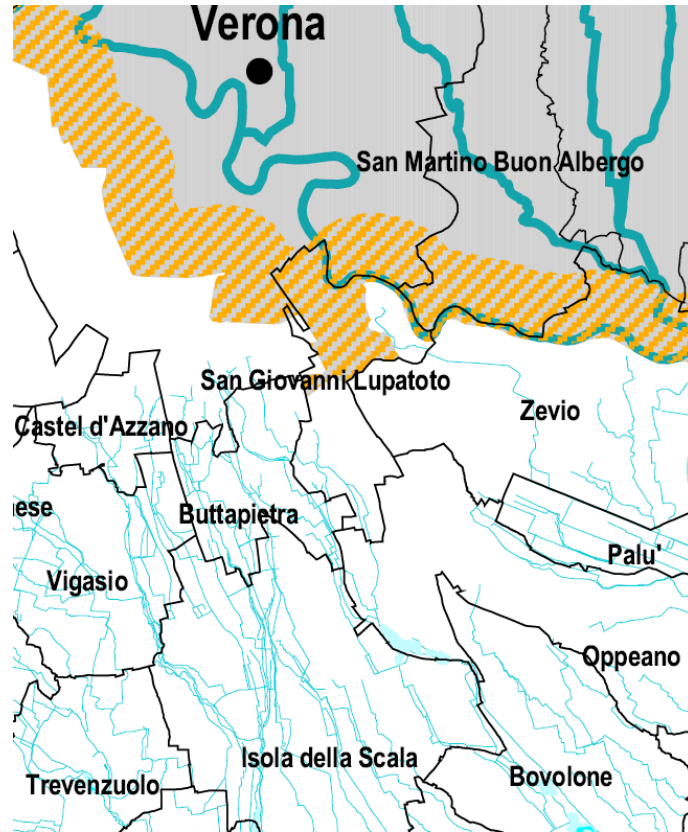 Verona
San Martino Buon Albergo
San Giovanni Lupatoto
Zevio
Castel d'Azzano
ese
Buttapietra
Palu'
Vigasio
Oppeano
Isola della Scala
Bovolone
Trevenzuolo